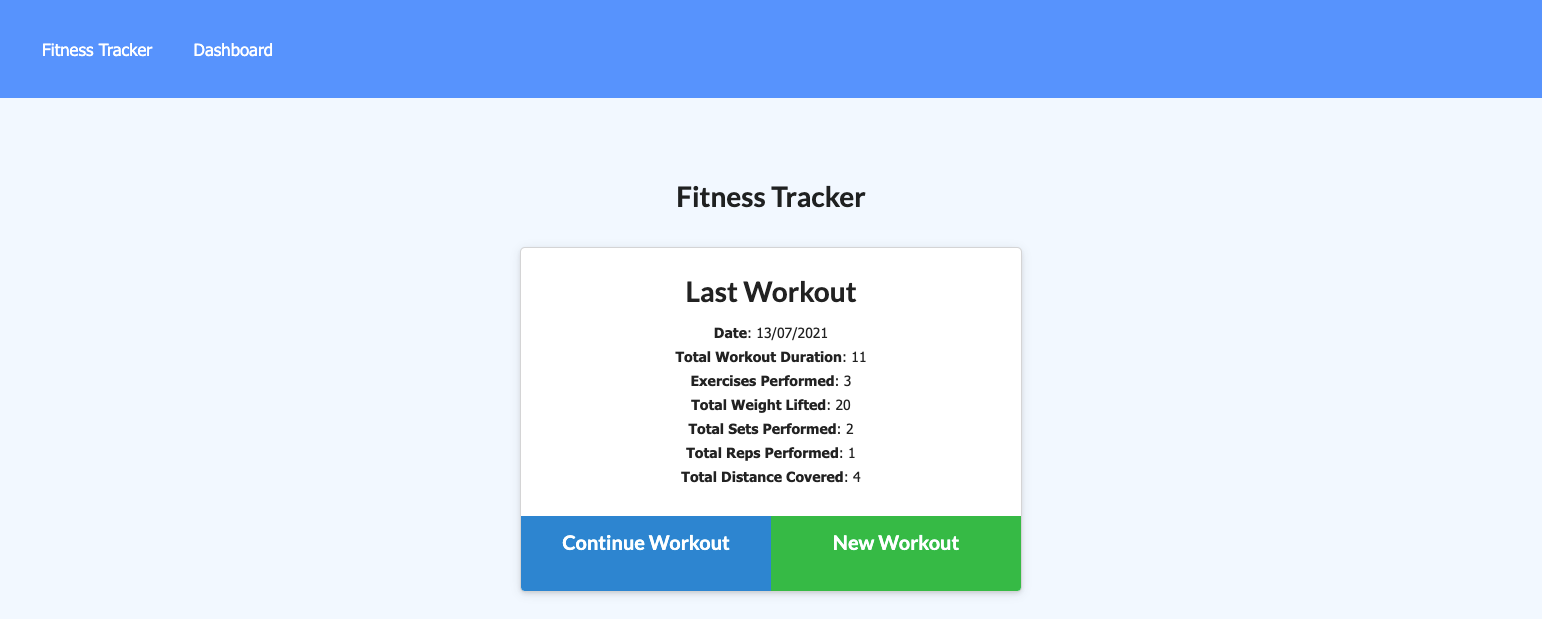 Fitness Tracker Dashboard
Fitness Tracker
Last Workout
Date: 13/07/2021
Total Workout Duration: 11
Exercises Performed: 3
Total Weight Lifted: 20
Total Sets Performed: 2
Total Reps Performed: 1
Total Distance Covered: 4
Continue Workout New Workout